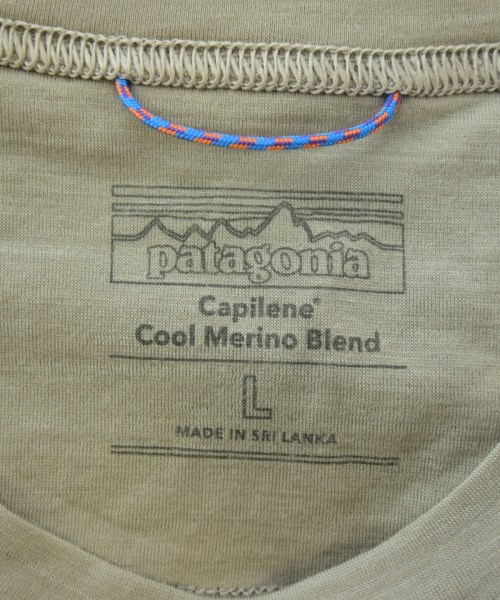 patagonia
Capilene®
Cool Merino Blend
L
MADE IN SRI LANKA